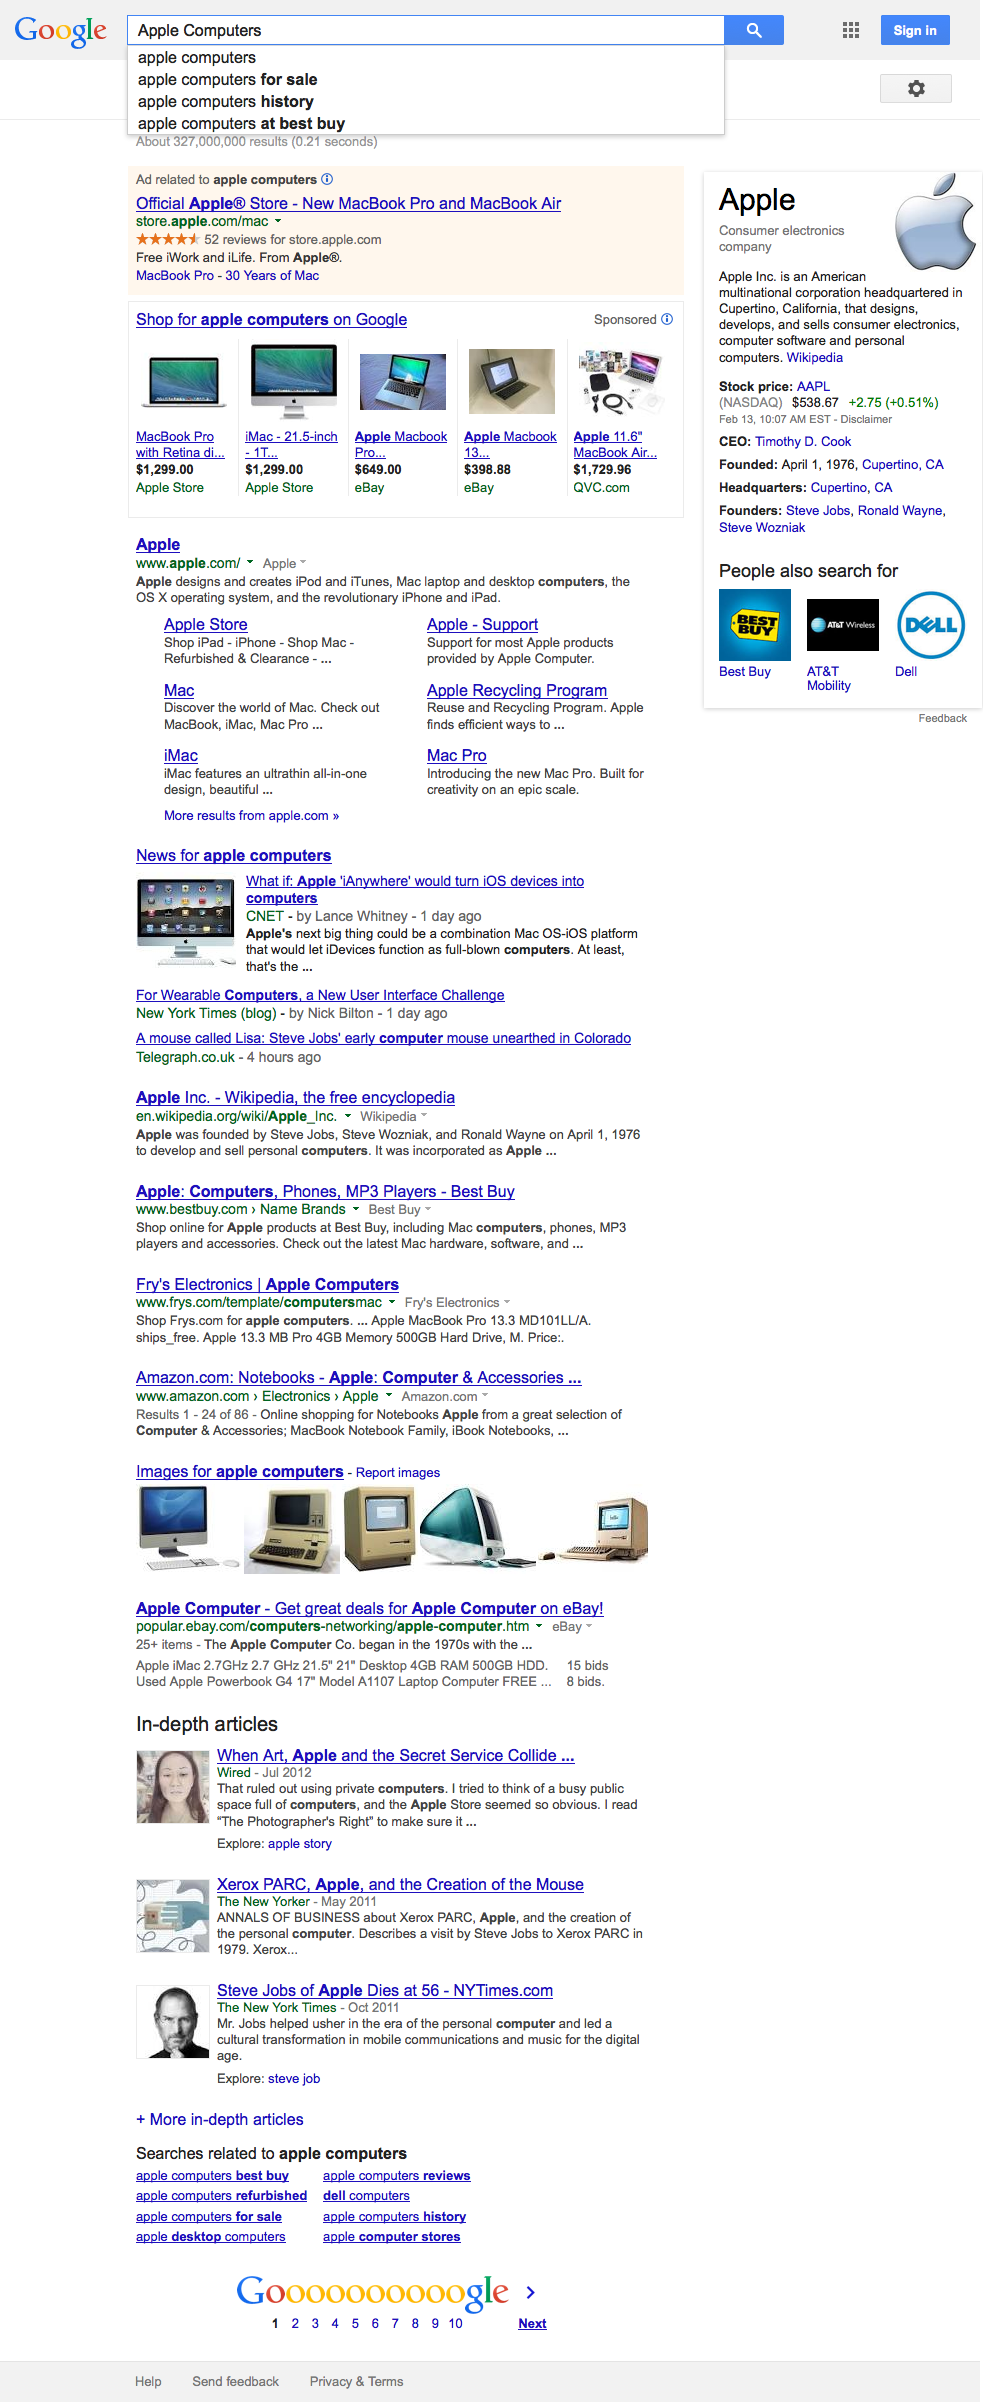 Google
Apple Computers
Sign in
apple computers
apple computers for sale
apple computers history
apple computers at best buy
About 327,000,000 results (0.21 seconds)
Ad related to apple computers
Official Apple® Store - New MacBook Pro and MacBook Air
store.apple.com/mac
52 reviews for store.apple.com
Free iWork and iLife. From Apple®.
MacBook Pro - 30 Years of Mac
Shop for apple computers on Google
Sponsored
MacBook Pro
with Retina di...
$1,299.00
Apple Store
iMac - 21.5-inch
- 1T...
$1,299.00
Apple Store
Apple Macbook
Pro...
$649.00
eBay
Apple Macbook
13...
$398.88
eBay
Apple 11.6"
MacBook Air...
$1,729.96
QVC.com
Apple
www.apple.com/ Apple
Apple designs and creates iPod and iTunes, Mac laptop and desktop computers, the
OS X operating system, and the revolutionary iPhone and iPad.
Apple Store
Shop iPad - iPhone - Shop Mac -
Refurbished & Clearance - ...
Apple - Support
Support for most Apple products
provided by Apple Computer.
Mac
Discover the world of Mac. Check out
MacBook, iMac, Mac Pro ...
Apple Recycling Program
Reuse and Recycling Program. Apple
finds efficient ways to ...
iMac
iMac features an ultrathin all-in-one
design, beautiful ...
Mac Pro
Introducing the new Mac Pro. Built for
creativity on an epic scale.
More results from apple.com »
News for apple computers
What if: Apple 'iAnywhere' would turn iOS devices into
computers
CNET - by Lance Whitney - 1 day ago
Apple's next big thing could be a combination Mac OS-iOS platform
that would let iDevices function as full-blown computers. At least,
that's the ...
For Wearable Computers, a New User Interface Challenge
New York Times (blog) - by Nick Bilton - 1 day ago
A mouse called Lisa: Steve Jobs' early computer mouse unearthed in Colorado
Telegraph.co.uk - 4 hours ago
Apple Inc. - Wikipedia, the free encyclopedia
en.wikipedia.org/wiki/Apple_Inc. Wikipedia
Apple was founded by Steve Jobs, Steve Wozniak, and Ronald Wayne on April 1, 1976
to develop and sell personal computers. It was incorporated as Apple ...
Apple: Computers, Phones, MP3 Players - Best Buy
www.bestbuy.com › Name Brands Best Buy
Shop online for Apple products at Best Buy, including Mac computers, phones, MP3
players and accessories. Check out the latest Mac hardware, software, and ...
Fry's Electronics | Apple Computers
www.frys.com/template/computersmac Fry's Electronics
Shop Frys.com for apple computers. ... Apple MacBook Pro 13.3 MD101LL/A.
ships_free. Apple 13.3 MB Pro 4GB Memory 500GB Hard Drive, M. Price:.
Amazon.com: Notebooks - Apple: Computer & Accessories ...
www.amazon.com › Electronics › Apple Amazon.com
Results 1 - 24 of 86 - Online shopping for Notebooks Apple from a great selection of
Computer & Accessories; MacBook Notebook Family, iBook Notebooks, ...
Images for apple computers - Report images
Apple Computer - Get great deals for Apple Computer on eBay!
popular.ebay.com/computers-networking/apple-computer.htm eBay
25+ items - The Apple Computer Co. began in the 1970s with the ...
Apple iMac 2.7GHz 2.7 GHz 21.5" 21" Desktop 4GB RAM 500GB HDD. 15 bids
Used Apple Powerbook G4 17" Model A1107 Laptop Computer FREE ... 8 bids.
In-depth articles
When Art, Apple and the Secret Service Collide ...
Wired - Jul 2012
That ruled out using private computers. I tried to think of a busy public
space full of computers, and the Apple Store seemed so obvious. I read
“The Photographer's Right” to make sure it ...
Explore: apple story
Xerox PARC, Apple, and the Creation of the Mouse
The New Yorker - May 2011
ANNALS OF BUSINESS about Xerox PARC, Apple, and the creation of
the personal computer. Describes a visit by Steve Jobs to Xerox PARC in
1979. Xerox...
Steve Jobs of Apple Dies at 56 - NYTimes.com
The New York Times - Oct 2011
Mr. Jobs helped usher in the era of the personal computer and led a
cultural transformation in mobile communications and music for the digital
age.
Explore: steve job
+ More in-depth articles
Searches related to apple computers
apple computers best buy
apple computers refurbished
apple computers for sale
apple desktop computers
apple computers reviews
dell computers
apple computers history
apple computer stores
Goooooooooogle
1 2 3 4 5 6 7 8 9 10 Next
Help Send feedback Privacy & Terms
Apple
Consumer electronics
company
Apple Inc. is an American
multinational corporation headquartered in
Cupertino, California, that designs,
develops, and sells consumer electronics,
computer software and personal
computers. Wikipedia
Stock price: AAPL
(NASDAQ) $538.67 +2.75 (+0.51%)
Feb 13, 10:07 AM EST - Disclaimer
CEO: Timothy D. Cook
Founded: April 1, 1976, Cupertino, CA
Headquarters: Cupertino, CA
Founders: Steve Jobs, Ronald Wayne,
Steve Wozniak
People also search for
BEST
BUY
AT&T Wireless
DELL
Best Buy
AT&T
Mobility
Dell
Feedback